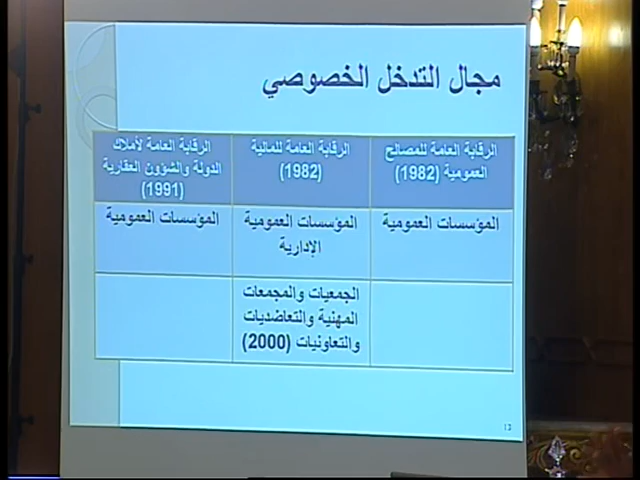 مجال التدخل الخصوصي
الرقابة العامة للمصالح
العمومية (1982)
الرقابة العامة للمالية
(1982)
الرقابة العامة لأملاك
الدولة والشؤون العقارية
(1991)
المؤسسات العمومية
المؤسسات العمومية
الإدارية
المؤسسات العمومية
الجمعيات والمجمعات
المهنية والتعاضديات
والتعاونيات (2000)
13